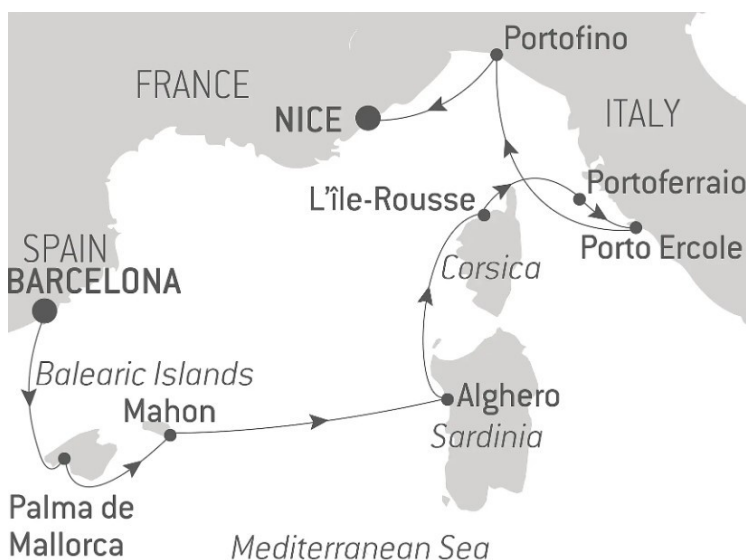 Portofino
FRANCE
NICE
ITALY
Portoferraio
L'île-Rousse
Porto Ercole
Corsica
SPAIN
BARCELONA
Balearic Islands
Mahon
Alghero
Sardinia
Palma de
Mallorca
Mediterranean Sea